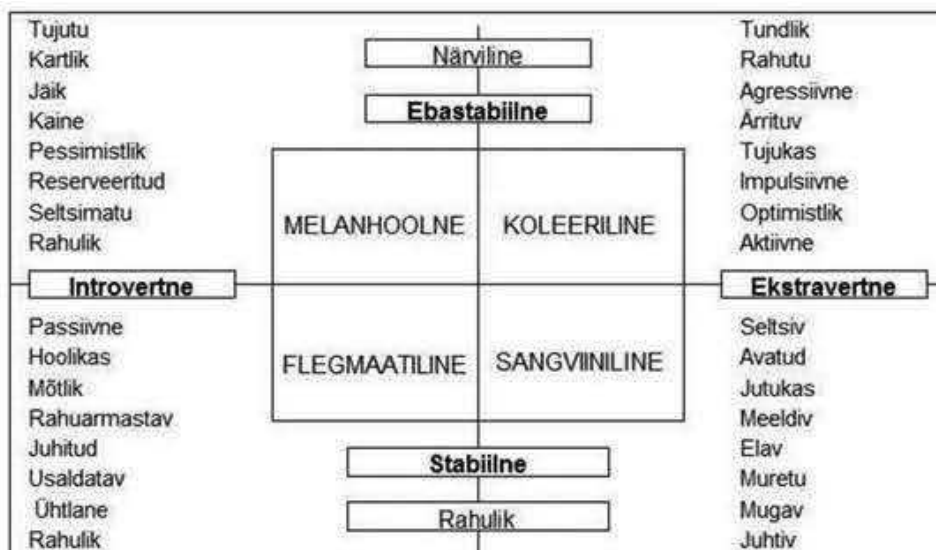 Tujutu
Kartlik
Jäik
Kaine
Pessimistlik
Reserveeritud
Seltsimatu
Rahulik
Närviline
Ebastabiilne
Tundlik
Rahutu
Agressiivne
Ärrituv
Tujukas
Impulsiivne
Optimistlik
Aktiivne
MELANHOOLNE
KOLEERILINE
Introvertne
Ekstravertne
FLEGMAATILINE
SANGVIINILINE
Passiivne
Hoolikas
Mõtlik
Rahuarmastav
Juhitud
Usaldatav
Ühtlane
Rahulik
Stabiilne
Rahulik
Seltsiv
Avatud
Jutukas
Meeldiv
Elav
Muretu
Mugav
Juhtiv